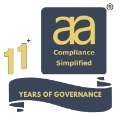 ®
aa
Compliance
Simplified
11+
YEARS OF GOVERNANCE